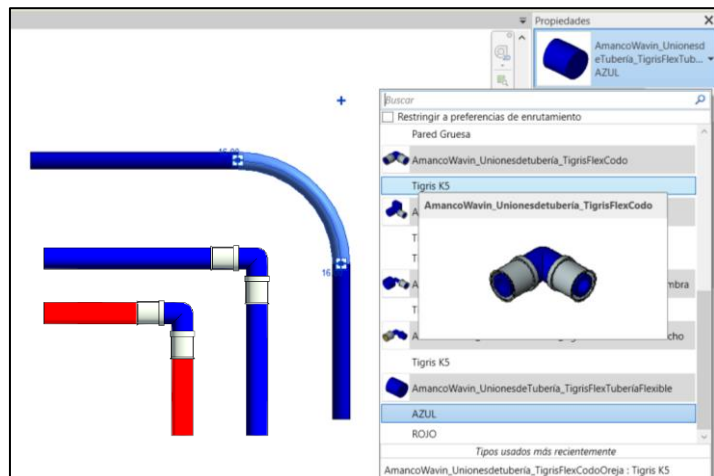 Propiedades
AmancoWavin_Unionesd
eTubería_TigrisFlexTub...
AZUL
Buscar
Restringir a preferencias de enrutamiento
Pared Gruesa
AmancoWavin_Unionesdetubería_TigrisFlexCodo
Tigris K5
A
AmancoWavin_Unionesdetubería_TigrisFlexCodo
T
T
A
mbra
T
A
cho
Tigris K5
AmancoWavin_UnionesdeTubería_TigrisFlexTuberíaFlexible
AZUL
ROJO
Tipos usados más recientemente
AmancoWavin_Unionesdetubería_TigrisFlexCodoOreja : Tigris K5
16